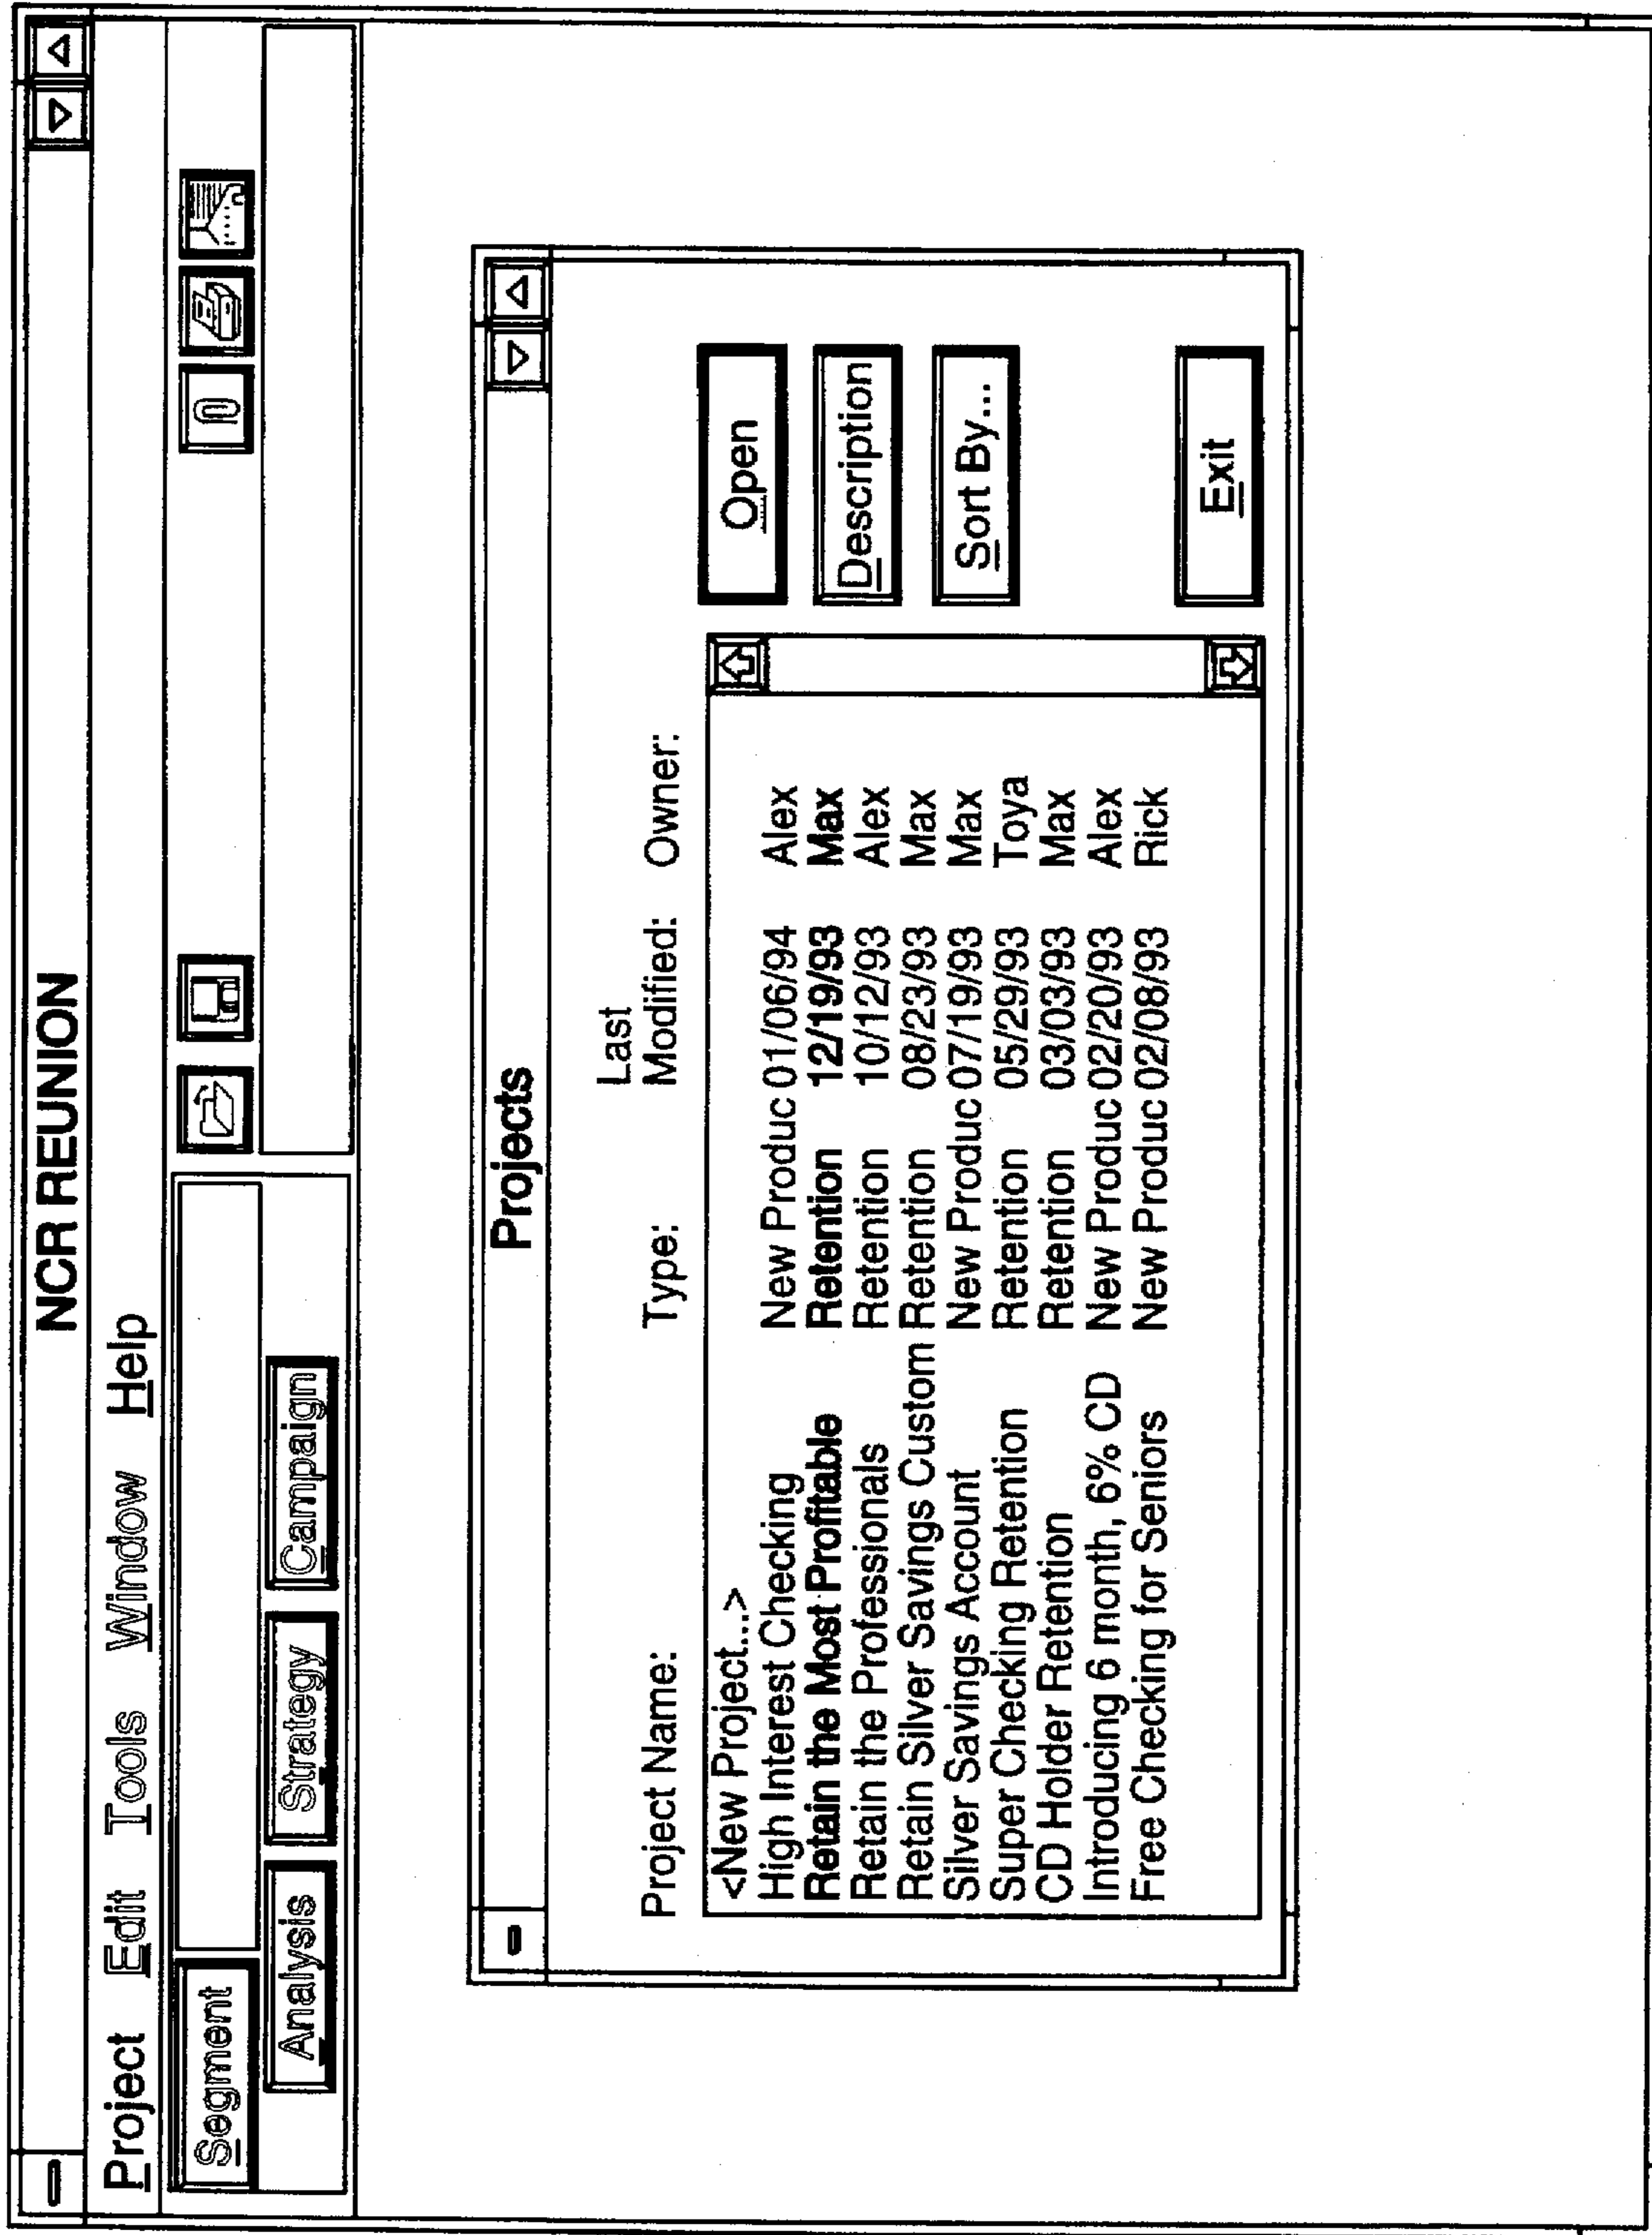 NCR REUNION
Project Edit Tools Window Help
Segment
Analysis Strategy Campaign
Projects
Last
Project Name: Type: Modified: Owner:
<New Project...>
High Interest Checking New Produc 01/06/94 Alex
Retain the Most Profitable Retention 12/19/93 Max
Retain the Professionals Retention 10/12/93 Alex
Retain Silver Savings Custom Retention 08/23/93 Max
Silver Savings Account New Produc 07/19/93 Max
Super Checking Retention Retention 05/29/93 Toya
CD Holder Retention Retention 03/03/93 Max
Introducing 6 month, 6% CD New Produc 02/20/93 Alex
Free Checking for Seniors New Produc 02/08/93 Rick
Open
Description
Sort By...
Exit